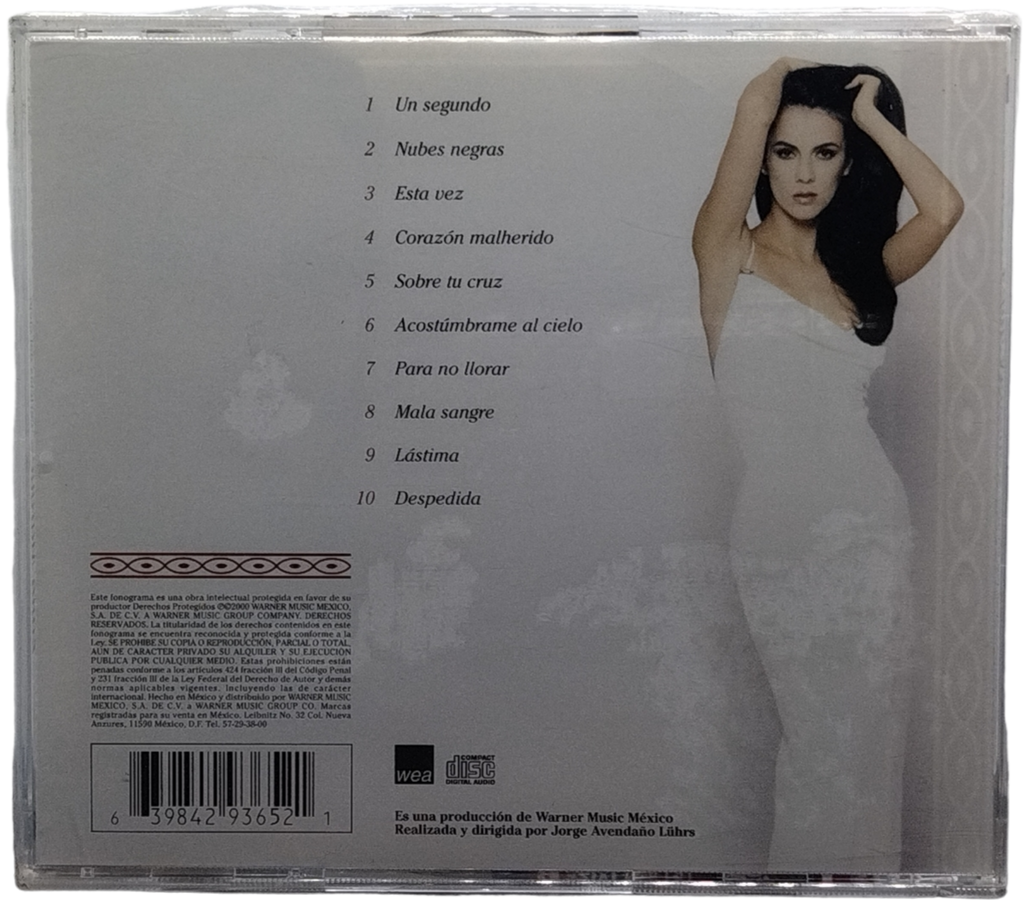 1 Un segundo
2 Nubes negras
3 Esta vez
4 Corazón malherido
5 Sobre tu cruz
6 Acostúmbrame al cielo
7 Para no llorar
8 Mala sangre
9 Lástima
10 Despedida
Este fonograma es una obra intelectual protegida en favor de su
productor Derechos Protegidos ℗©2000 WARNER MUSIC MEXICO,
S.A. DE C.V. A WARNER MUSIC GROUP COMPANY. DERECHOS
RESERVADOS. La titularidad de los derechos contenidos en este
fonograma se encuentra reconocida y protegida conforme a la
Ley. SE PROHIBE SU COPIA O REPRODUCCIÓN, PARCIAL O TOTAL,
AUN DE CARACTER PRIVADO SU ALQUILER Y SU EJECUCION
PUBLICA POR CUALQUIER MEDIO. Estas prohibiciones están
penadas conforme a los artículos 424 fracción III del Código Penal
y 231 fracción III de la Ley Federal del Derecho de Autor y demás
normas aplicables vigentes. Incluyendo las de carácter
internacional. Hecho en México y distribuido por WARNER MUSIC
MEXICO, S.A. DE C.V. a WARNER MUSIC GROUP CO. Marcas
registradas para su venta en México. Leibnitz No. 32 Col. Nueva
Anzures, 11590 México, D.F. Tel. 57-29-38-00
6 39842 93652 1
wea
COMPACT
disc
DIGITAL AUDIO
Es una producción de Warner Music México
Realizada y dirigida por Jorge Avendaño Lührs